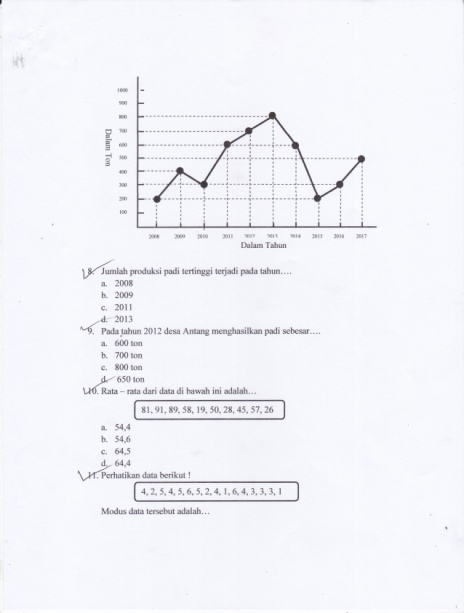 1000
900
800
700
600
500
400
300
200
100
Dalam Ton
2008 2009 2010 2011 2012 2013 2014 2015 2016 2017
Dalam Tahun
8. Jumlah produksi padi tertinggi terjadi pada tahun….
a. 2008
b. 2009
c. 2011
d. 2013
9. Pada tahun 2012 desa Antang menghasilkan padi sebesar….
a. 600 ton
b. 700 ton
c. 800 ton
d. 650 ton
10. Rata – rata dari data di bawah ini adalah…
81, 91, 89, 58, 19, 50, 28, 45, 57, 26
a. 54,4
b. 54,6
c. 64,5
d. 64,4
11. Perhatikan data berikut !
4, 2, 5, 4, 5, 6, 5, 2, 4, 1, 6, 4, 3, 3, 3, 1
Modus data tersebut adalah…